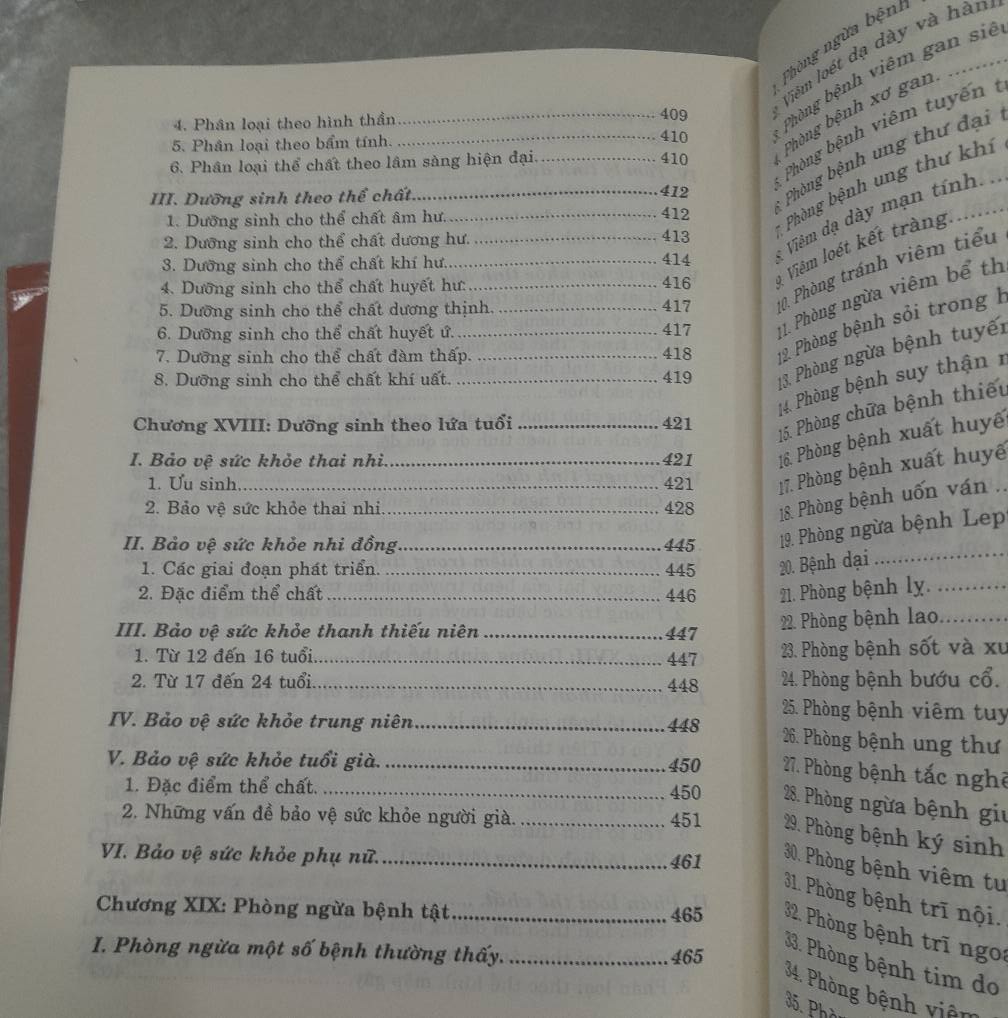 4. Phân loại theo hình thần........ 409
5. Phân loại theo bẩm tính. ........ 410
6. Phân loại thể chất theo lâm sàng hiện đại. ........ 410
III. Dưỡng sinh theo thể chất........ 412
1. Dưỡng sinh cho thể chất âm hư. ........ 412
2. Dưỡng sinh cho thể chất dương hư. ........ 413
3. Dưỡng sinh cho thể chất khí hư........ 414
4. Dưỡng sinh cho thể chất huyết hư. ........ 416
5. Dưỡng sinh cho thể chất dương thịnh. ........ 417
6. Dưỡng sinh cho thể chất huyết ứ. ........ 417
7. Dưỡng sinh cho thể chất đàm thấp. ........ 418
8. Dưỡng sinh cho thể chất khí uất. ........ 419
Chương XVIII: Dưỡng sinh theo lứa tuổi ........ 421
I. Bảo vệ sức khỏe thai nhi........ 421
1. Ưu sinh........ 421
2. Bảo vệ sức khỏe thai nhi........ 428
II. Bảo vệ sức khỏe nhi đồng........ 445
1. Các giai đoạn phát triển. ........ 445
2. Đặc điểm thể chất ........ 446
III. Bảo vệ sức khỏe thanh thiếu niên ........ 447
1. Từ 12 đến 16 tuổi........ 447
2. Từ 17 đến 24 tuổi........ 448
IV. Bảo vệ sức khỏe trung niên........ 448
V. Bảo vệ sức khỏe tuổi già. ........ 450
1. Đặc điểm thể chất. ........ 450
2. Những vấn đề bảo vệ sức khỏe người già. ........ 451
VI. Bảo vệ sức khỏe phụ nữ........ 461
Chương XIX: Phòng ngừa bệnh tật........ 465
I. Phòng ngừa một số bệnh thường thấy. ........ 465
1. Phòng ngừa bệnh
2. Viêm loét dạ dày và hành
3. Phòng bệnh viêm gan siêu
4. Phòng bệnh xơ gan. ........
5. Phòng bệnh viêm tuyến
6. Phòng bệnh ung thư đại
7. Phòng bệnh ung thư khí
8. Viêm dạ dày mạn tính. ...
9. Viêm loét kết tràng........
10. Phòng tránh viêm tiểu
11. Phòng ngừa viêm bể
12. Phòng bệnh sỏi trong
13. Phòng ngừa bệnh tuyến
14. Phòng bệnh suy thận
15. Phòng chữa bệnh thiếu
16. Phòng bệnh xuất huyết
17. Phòng bệnh xuất huyế
18. Phòng bệnh uốn ván ...
19. Phòng ngừa bệnh Lep
20. Bệnh dại ........
21. Phòng bệnh lỵ. ........
22. Phòng bệnh lao........
23. Phòng bệnh sốt và xu
24. Phòng bệnh bướu cổ.
25. Phòng bệnh viêm tuy
26. Phòng bệnh ung thư
27. Phòng bệnh tắc nghẽ
28. Phòng ngừa bệnh giu
29. Phòng bệnh ký sinh
30. Phòng bệnh viêm tu
31. Phòng bệnh trĩ nội.
32. Phòng bệnh trĩ ngoạ
33. Phòng bệnh tim do
34. Phòng bệnh viêm
35.